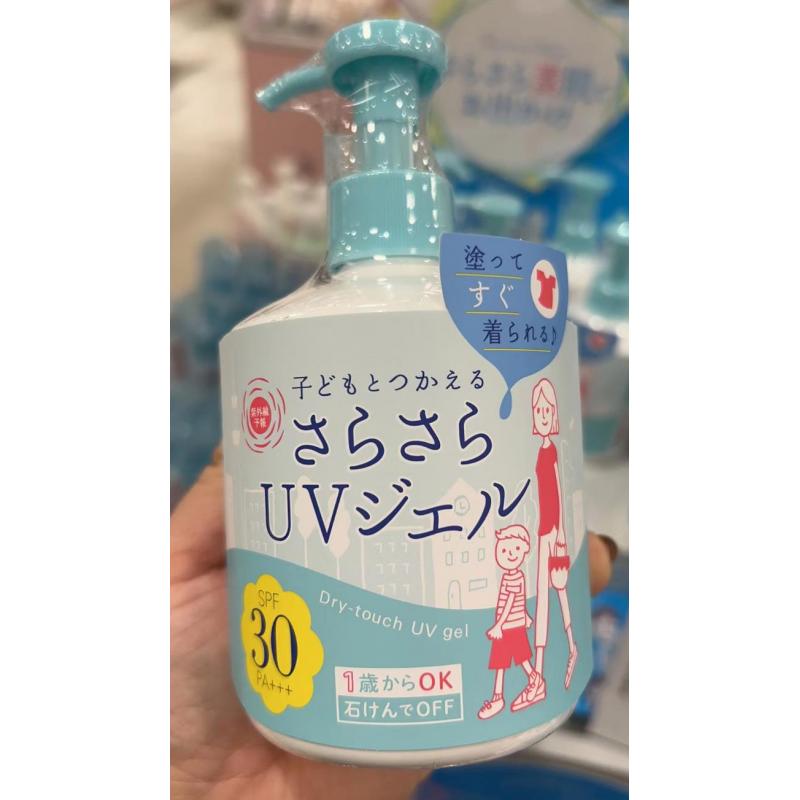 塗って
すぐ
着られる♪
子どもとつかえる
紫外線
予報
さらさら
UVジェル
Dry-touch UV gel
SPF
30
PA+++
1歳からOK
石けんでOFF